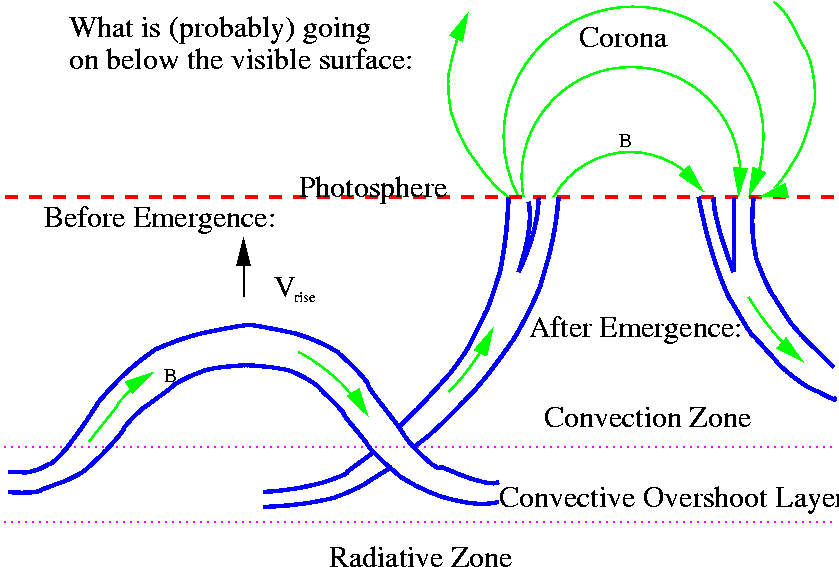 What is (probably) going
on below the visible surface:
Corona
B
Photosphere
Before Emergence:
Vrise
After Emergence:
B
Convection Zone
Convective Overshoot Layer
Radiative Zone